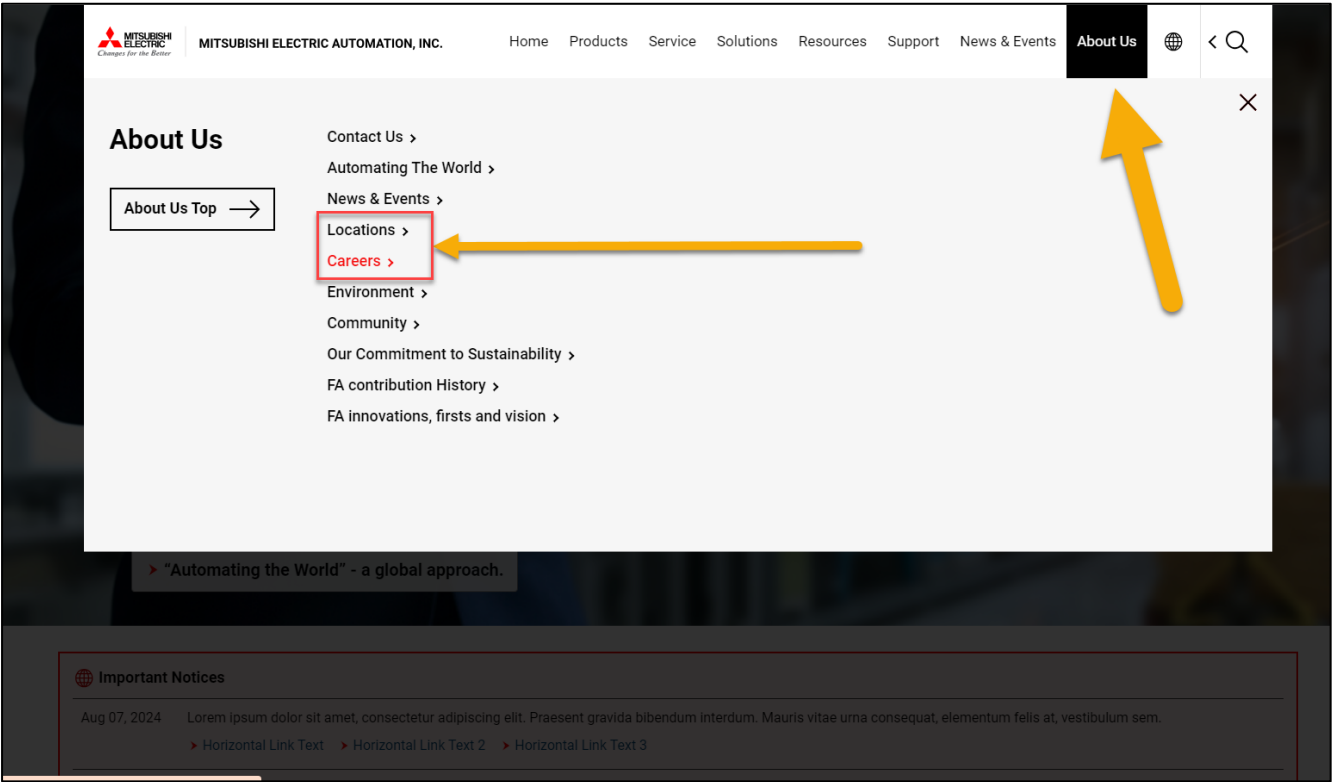 MITSUBISHI
ELECTRIC
Changes for the Better
MITSUBISHI ELECTRIC AUTOMATION, INC.
Home Products Service Solutions Resources Support News & Events About Us
About Us
About Us Top
Contact Us
Automating The World
News & Events
Locations
Careers
Environment
Community
Our Commitment to Sustainability
FA contribution History
FA innovations, firsts and vision
"Automating the World" - a global approach.
Important Notices
Aug 07, 2024 Lorem ipsum dolor sit amet, consectetur adipiscing elit. Praesent gravida bibendum interdum. Mauris vitae urna consequat, elementum felis at, vestibulum sem.
Horizontal Link Text Horizontal Link Text 2 Horizontal Link Text 3